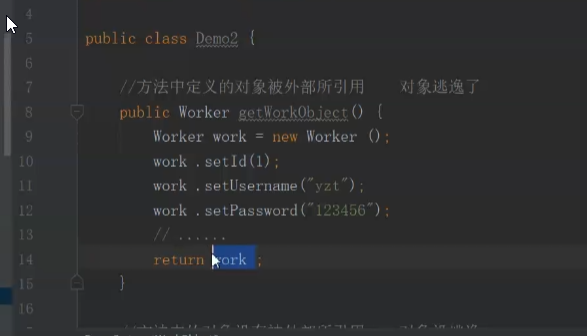 4
5 public class Demo2 {
6
7 //方法中定义的对象被外部所引用 对象逃逸了
8 public Worker getWorkObject() {
9 Worker work = new Worker ();
10 work .setId(1);
11 work .setUsername("yzt");
12 work .setPassword("123456");
13 // ......
14 return work ;
15 }
16